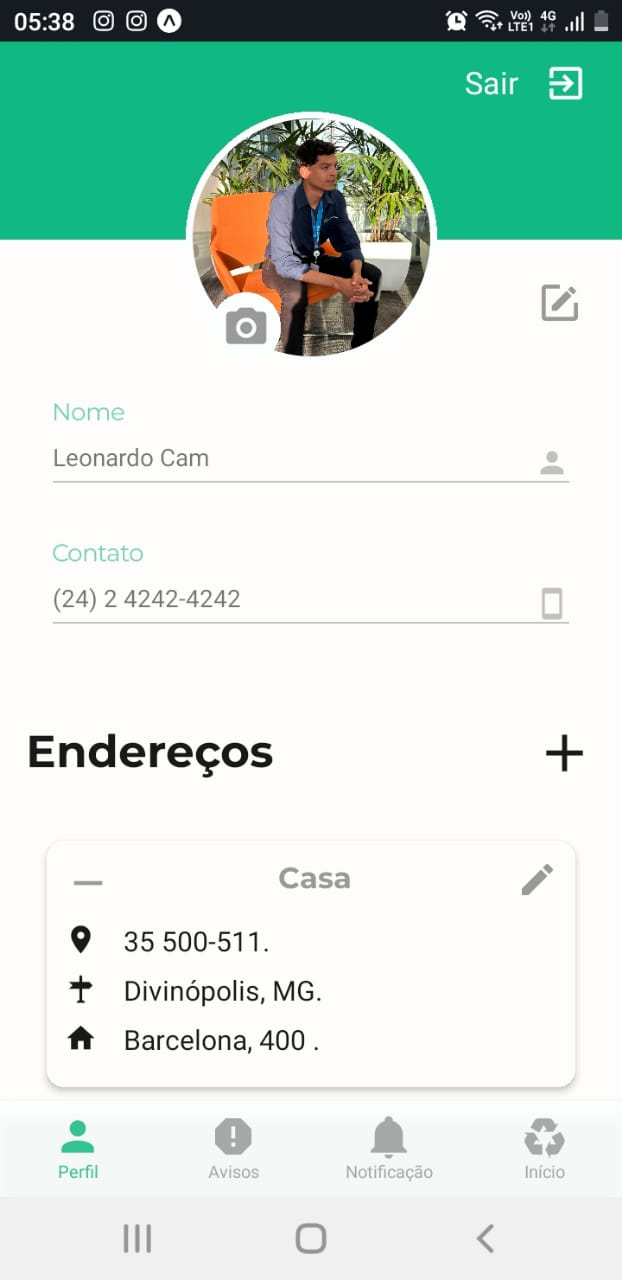 05:38
Vo)) 4G
LTE1
Sair
Nome
Leonardo Cam
Contato
(24) 2 4242-4242
Endereços
Casa
35 500-511.
Divinópolis, MG.
Barcelona, 400 .
Perfil Avisos Notificação Início